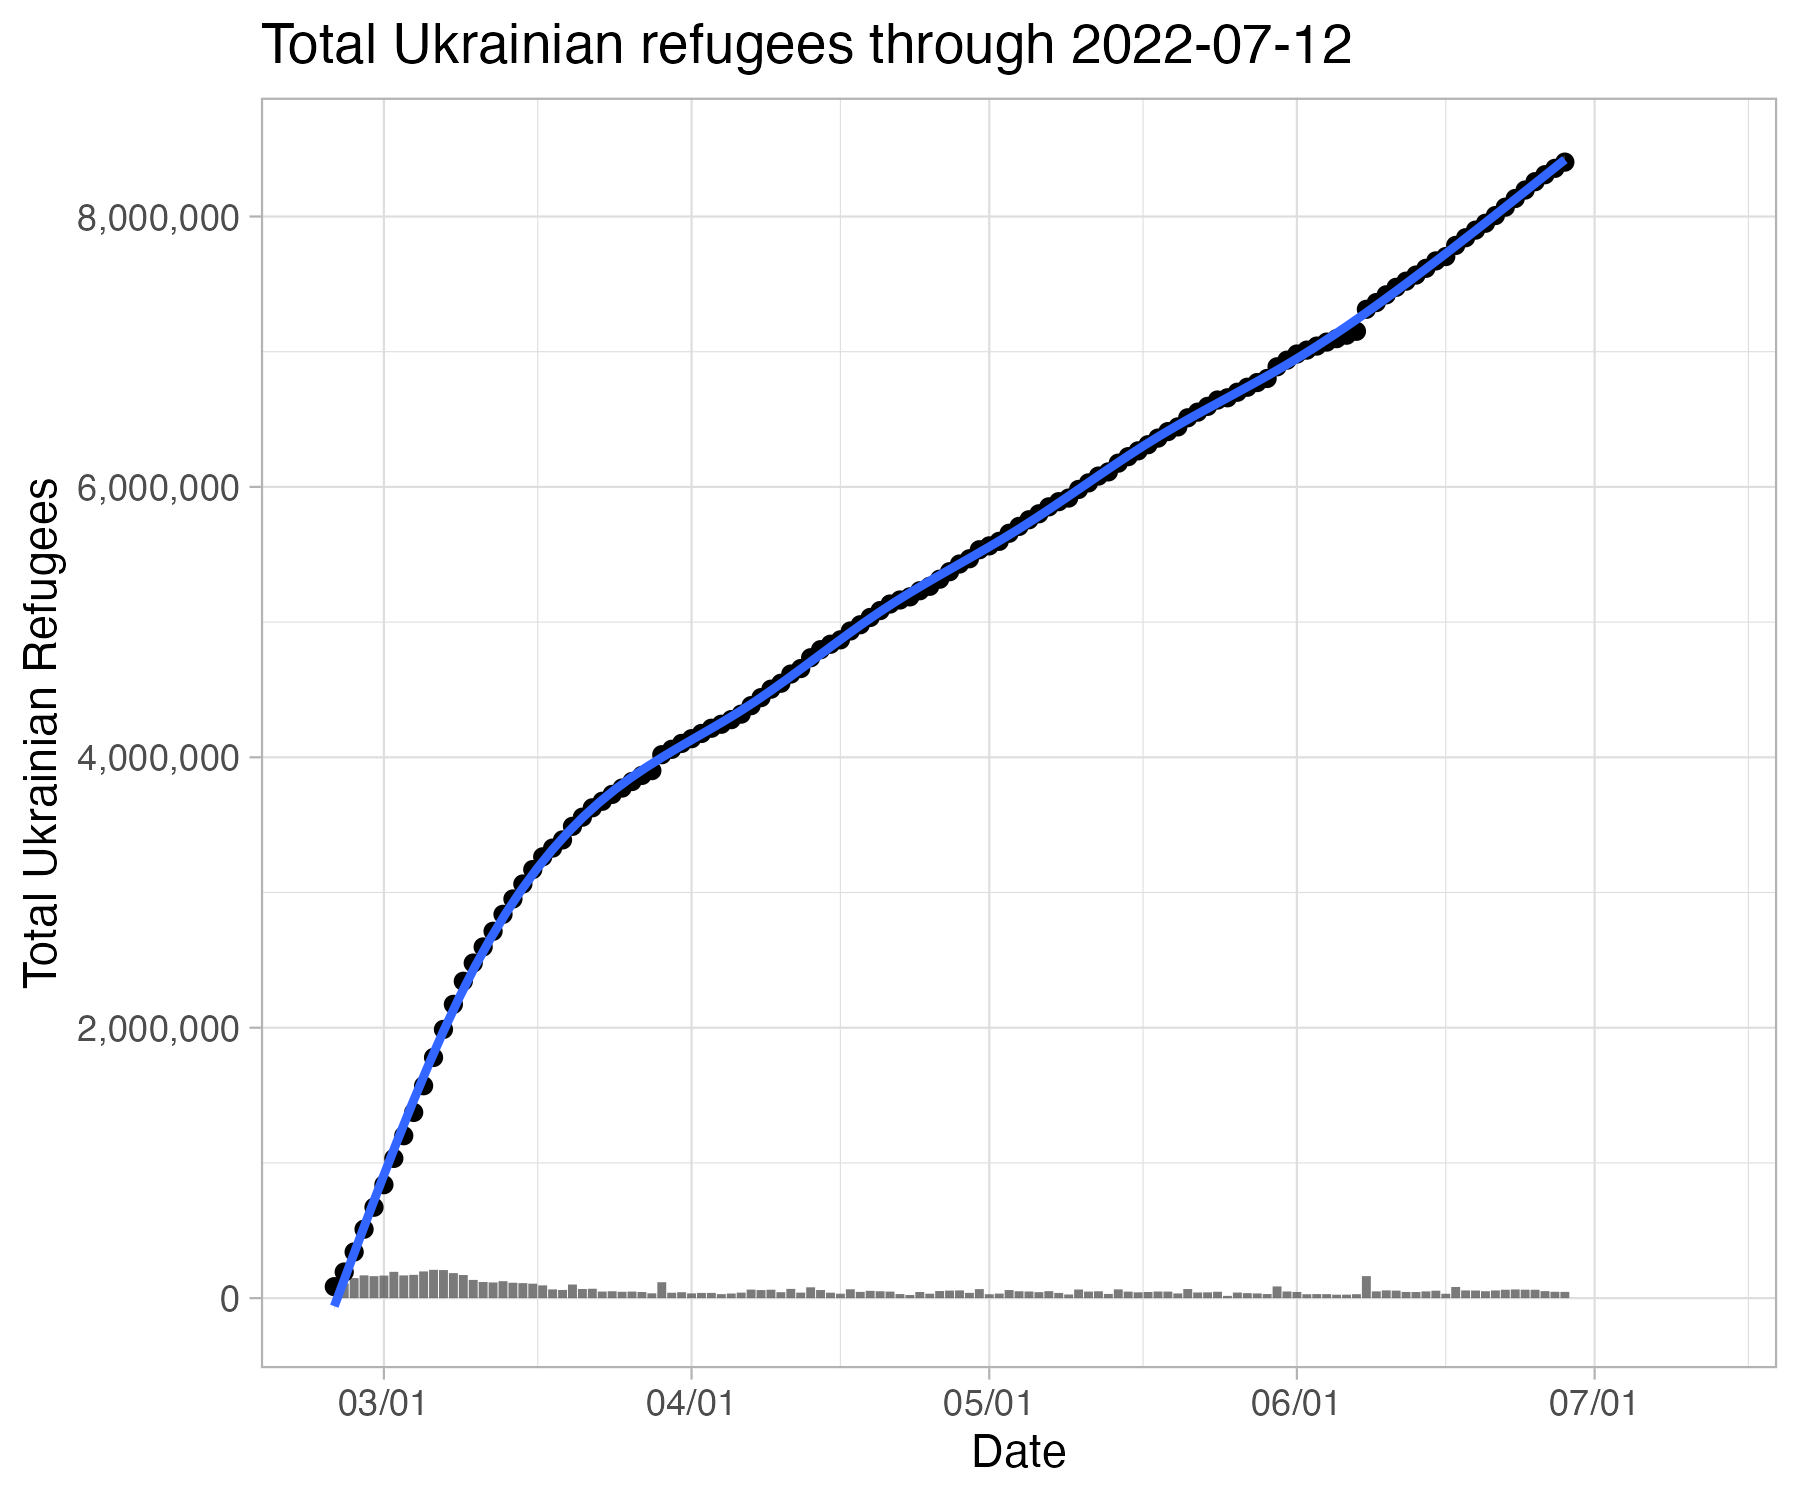 Total Ukrainian refugees through 2022-07-12
Total Ukrainian Refugees
8,000,000
6,000,000
4,000,000
2,000,000
0
03/01 04/01 05/01 06/01 07/01
Date